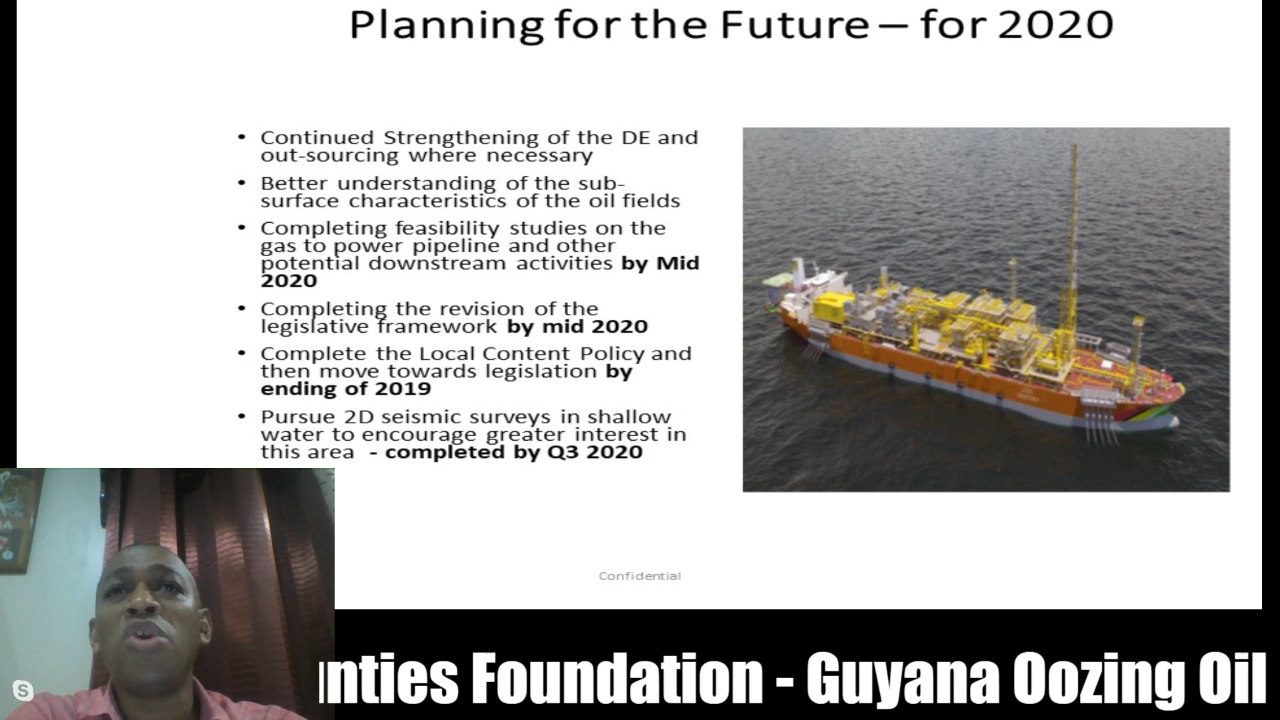 Planning for the Future – for 2020
• Continued Strengthening of the DE and
out-sourcing where necessary
• Better understanding of the sub-
surface characteristics of the oil fields
• Completing feasibility studies on the
gas to power pipeline and other
potential downstream activities by Mid
2020
• Completing the revision of the
legislative framework by mid 2020
• Complete the Local Content Policy and
then move towards legislation by
ending of 2019
• Pursue 2D seismic surveys in shallow
water to encourage greater interest in
this area - completed by Q3 2020
Confidential
nties Foundation - Guyana Oozing Oil